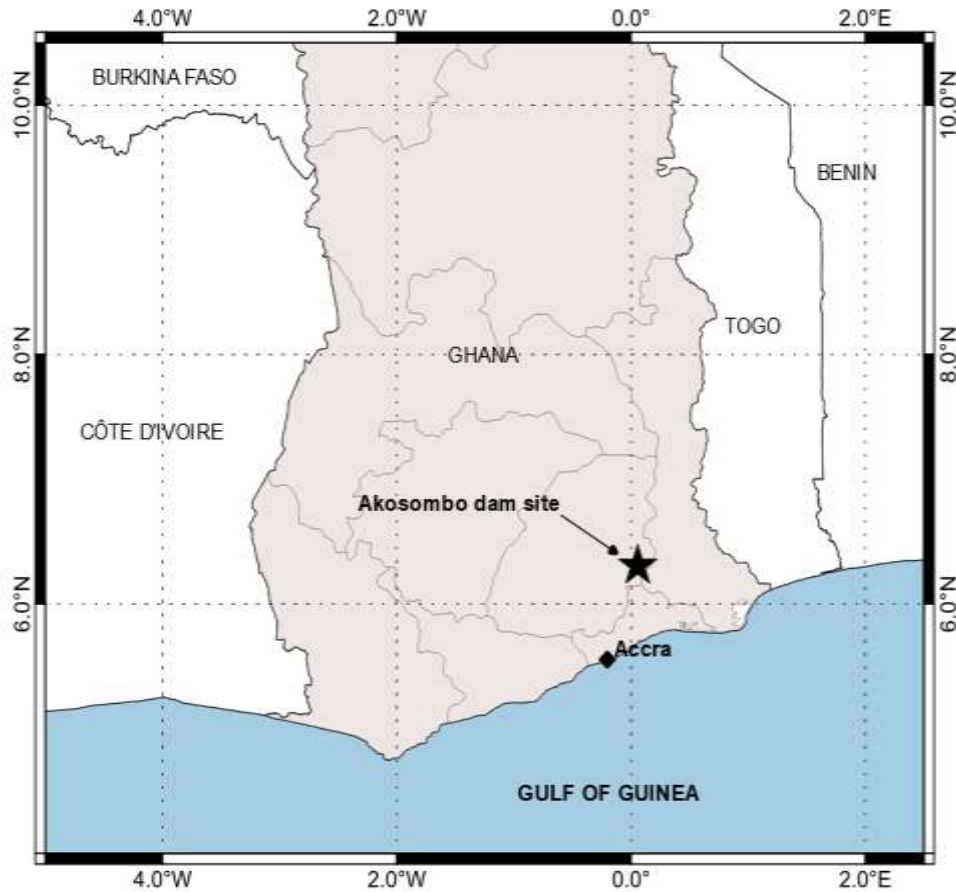 4.0°W 2.0°W 0.0° 2.0°E
BURKINA FASO
10.0°N 10.0°N
BENIN
TOGO
8.0°N 8.0°N
GHANA
CÔTE D'IVOIRE
Akosombo dam site
6.0°N 6.0°N
Accra
GULF OF GUINEA
4.0°W 2.0°W 0.0° 2.0°E